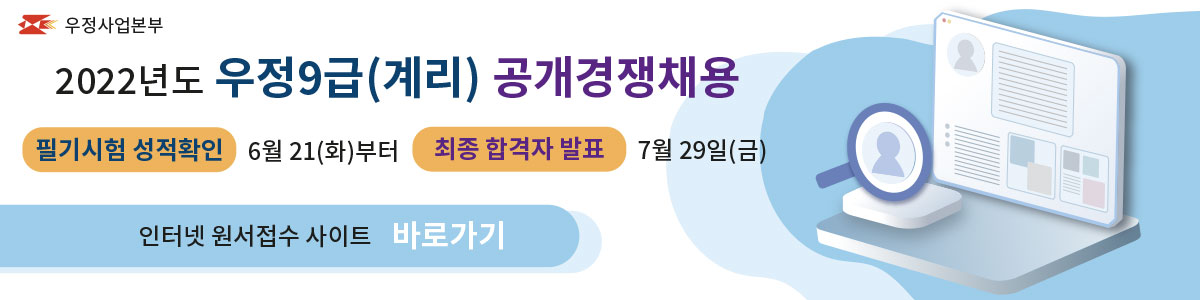 우정사업본부
2022년도 우정9급(계리) 공개경쟁채용
필기시험 성적확인 6월 21(화)부터 최종 합격자 발표 7월 29일(금)
인터넷 원서접수 사이트 바로가기